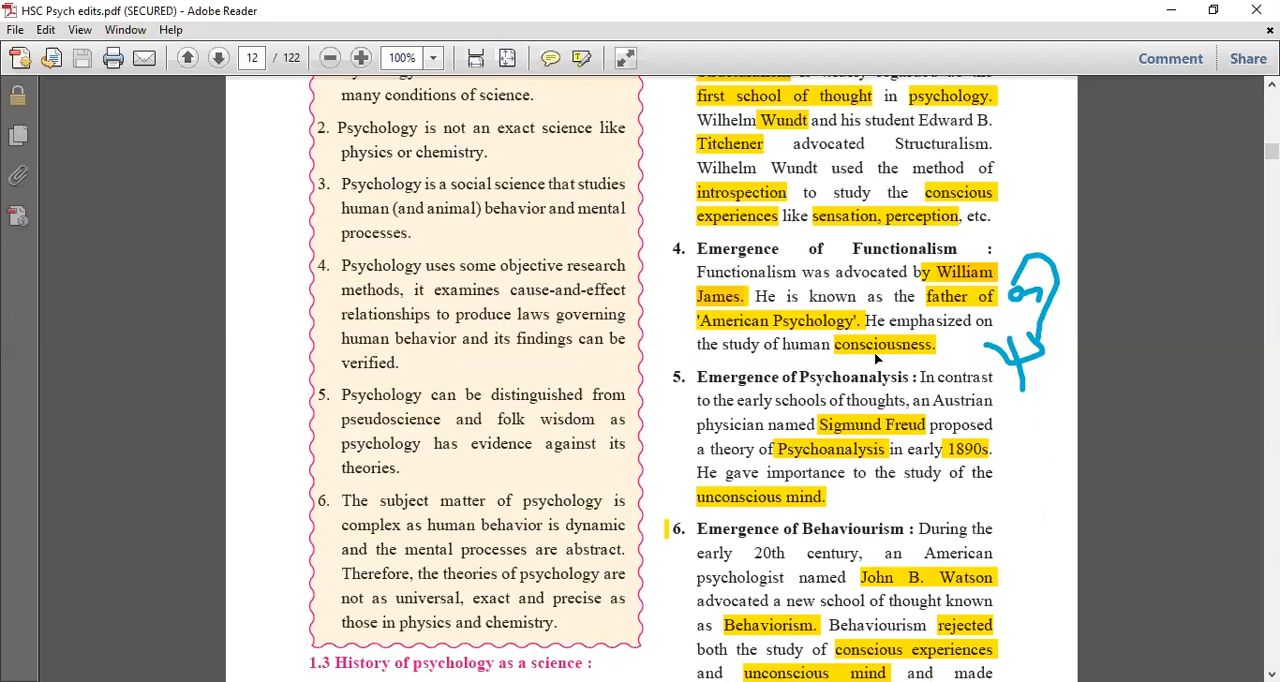 HSC Psych edits.pdf (SECURED) - Adobe Reader
File Edit View Window Help
12 / 122 100% Comment Share
many conditions of science.
2. Psychology is not an exact science like
physics or chemistry.
3. Psychology is a social science that studies
human (and animal) behavior and mental
processes.
4. Psychology uses some objective research
methods, it examines cause-and-effect
relationships to produce laws governing
human behavior and its findings can be
verified.
5. Psychology can be distinguished from
pseudoscience and folk wisdom as
psychology has evidence against its
theories.
6. The subject matter of psychology is
complex as human behavior is dynamic
and the mental processes are abstract.
Therefore, the theories of psychology are
not as universal, exact and precise as
those in physics and chemistry.
1.3 History of psychology as a science :
first school of thought in psychology.
Wilhelm Wundt and his student Edward B.
Titchener advocated Structuralism.
Wilhelm Wundt used the method of
introspection to study the conscious
experiences like sensation, perception, etc.
4. Emergence of Functionalism :
Functionalism was advocated by William
James. He is known as the father of
'American Psychology'. He emphasized on
the study of human consciousness.
5. Emergence of Psychoanalysis : In contrast
to the early schools of thoughts, an Austrian
physician named Sigmund Freud proposed
a theory of Psychoanalysis in early 1890s.
He gave importance to the study of the
unconscious mind.
6. Emergence of Behaviourism : During the
early 20th century, an American
psychologist named John B. Watson
advocated a new school of thought known
as Behaviorism. Behaviourism rejected
both the study of conscious experiences
and unconscious mind and made